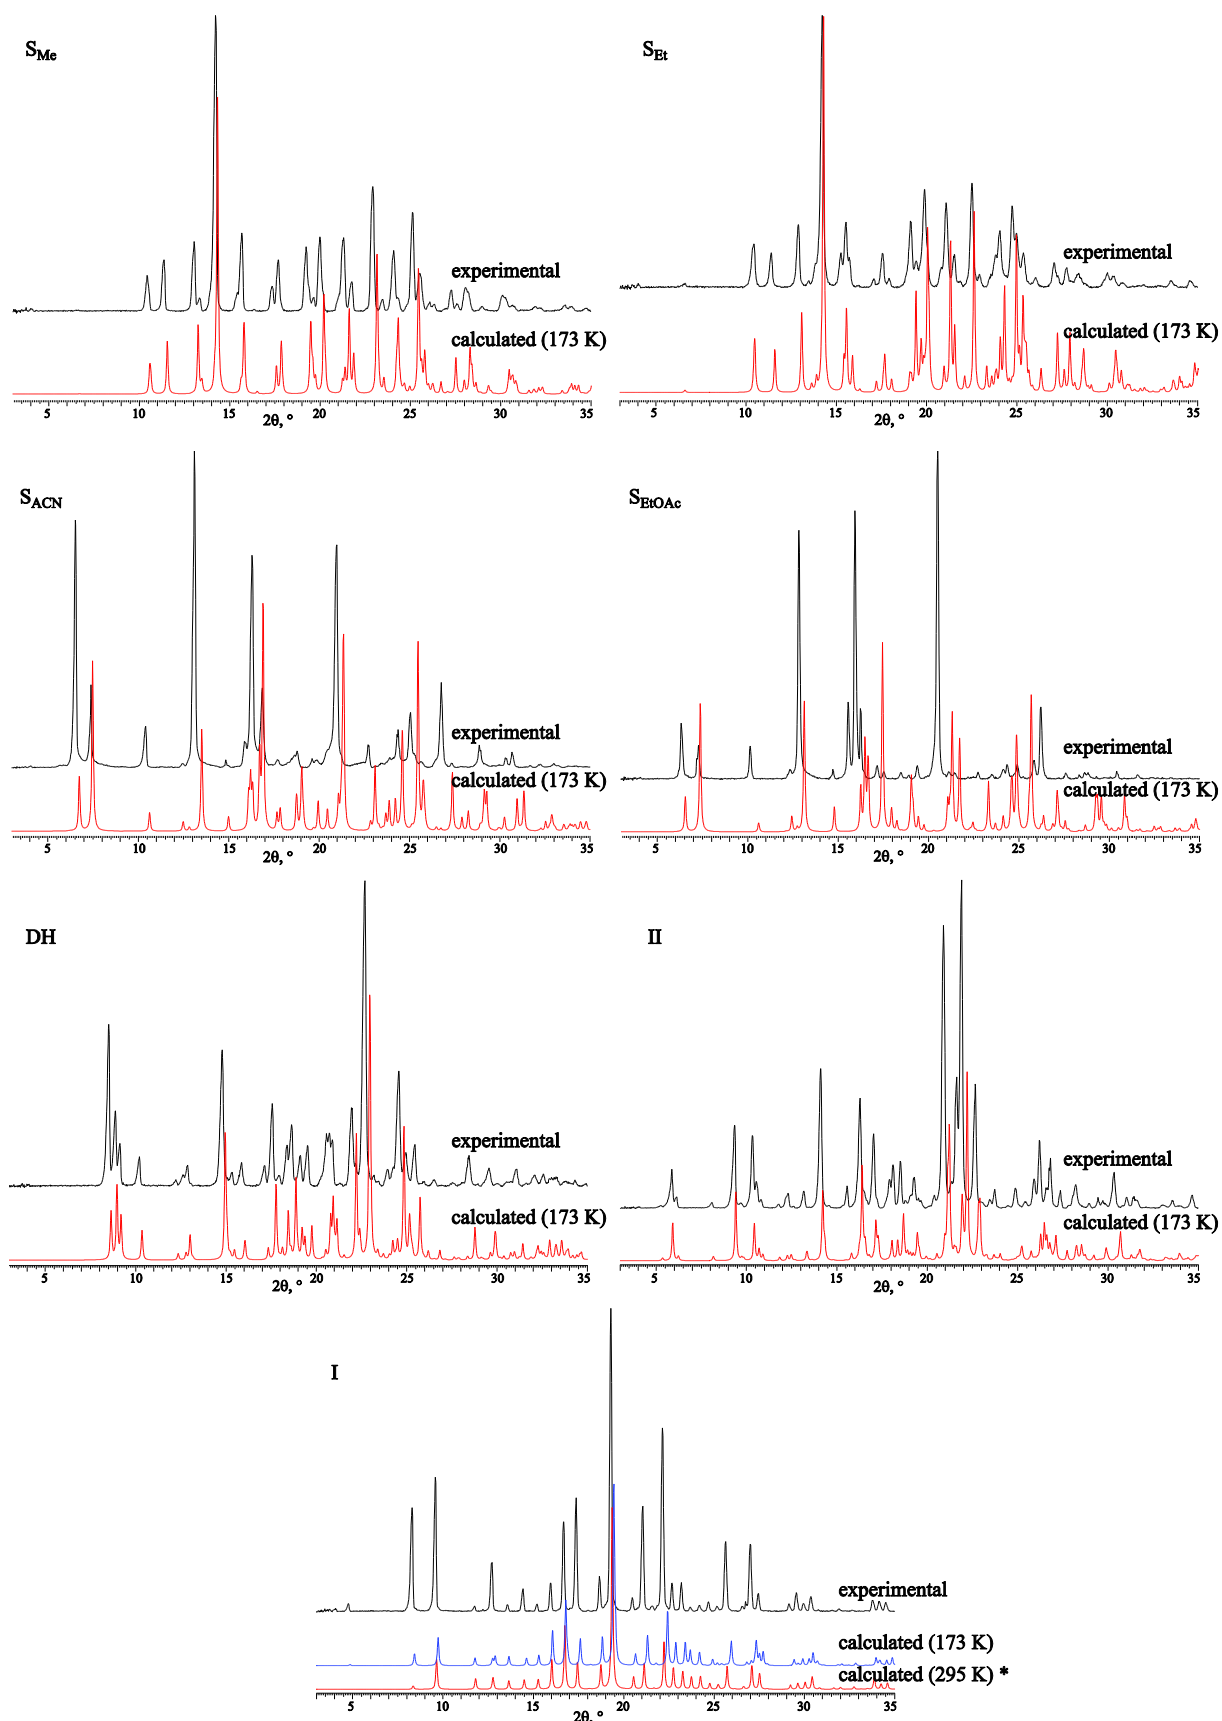 S_Me
experimental
calculated (173 K)
5 10 15 20 25 30 35
2θ, °
S_Et
experimental
calculated (173 K)
5 10 15 20 25 30 35
2θ, °
S_ACN
experimental
calculated (173 K)
5 10 15 20 25 30 35
2θ, °
S_EtOAc
experimental
calculated (173 K)
5 10 15 20 25 30 35
2θ, °
DH
experimental
calculated (173 K)
5 10 15 20 25 30 35
2θ, °
II
experimental
calculated (173 K)
5 10 15 20 25 30 35
2θ, °
I
experimental
calculated (173 K)
calculated (295 K) *
5 10 15 20 25 30 35
2θ, °